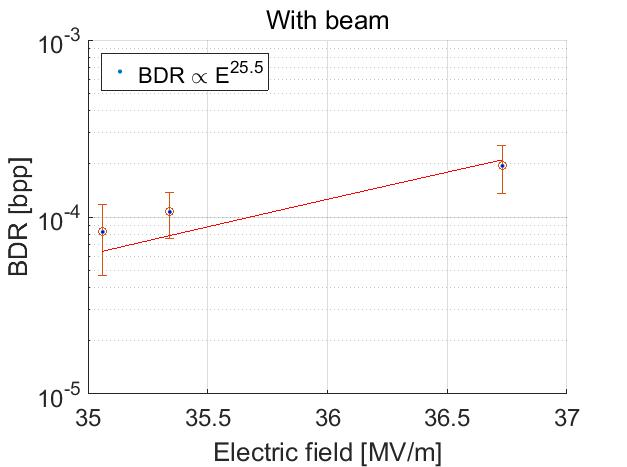 With beam
10^-3
BDR ∝ E^25.5
BDR [bpp]
10^-4
10^-5
35 35.5 36 36.5 37
Electric field [MV/m]